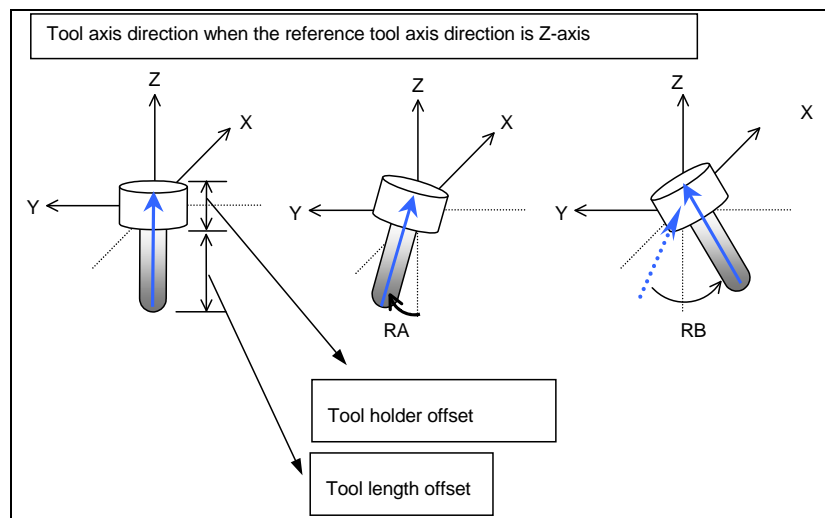 Tool axis direction when the reference tool axis direction is Z-axis
Z
X
Y
Z
X
Y
RA
Z
X
Y
RB
Tool holder offset
Tool length offset